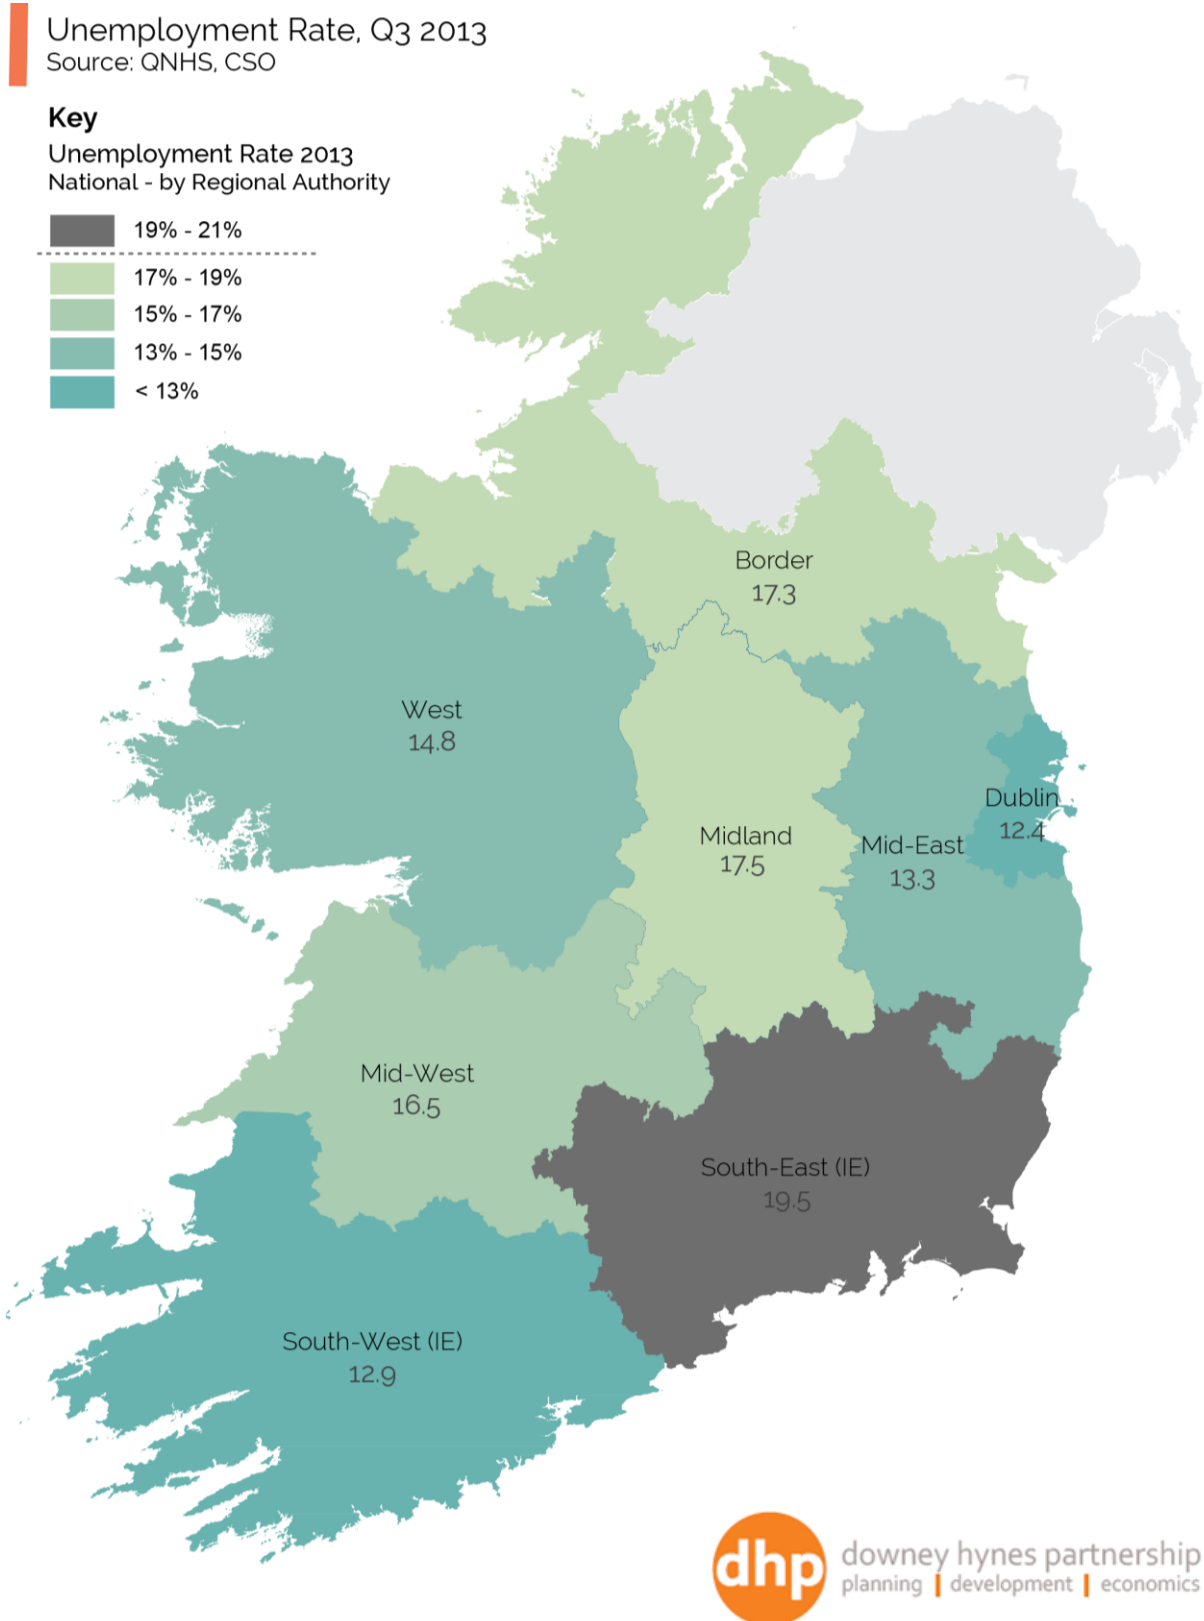 Unemployment Rate, Q3 2013
Source: QNHS, CSO
Key
Unemployment Rate 2013
National - by Regional Authority
19% - 21%
17% - 19%
15% - 17%
13% - 15%
< 13%
Border
17.3
West
14.8
Dublin
12.4
Midland
17.5
Mid-East
13.3
Mid-West
16.5
South-East (IE)
19.5
South-West (IE)
12.9
dhp
downey hynes partnership
planning | development | economics